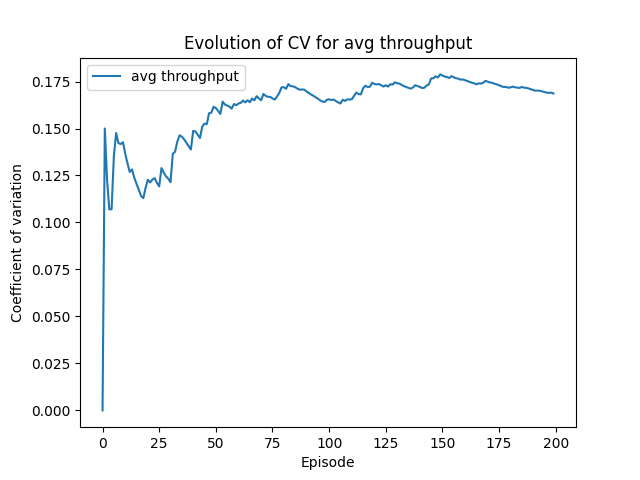 Evolution of CV for avg throughput
avg throughput
0.175
0.150
0.125
0.100
0.075
0.050
0.025
0.000
Coefficient of variation
0 25 50 75 100 125 150 175 200
Episode